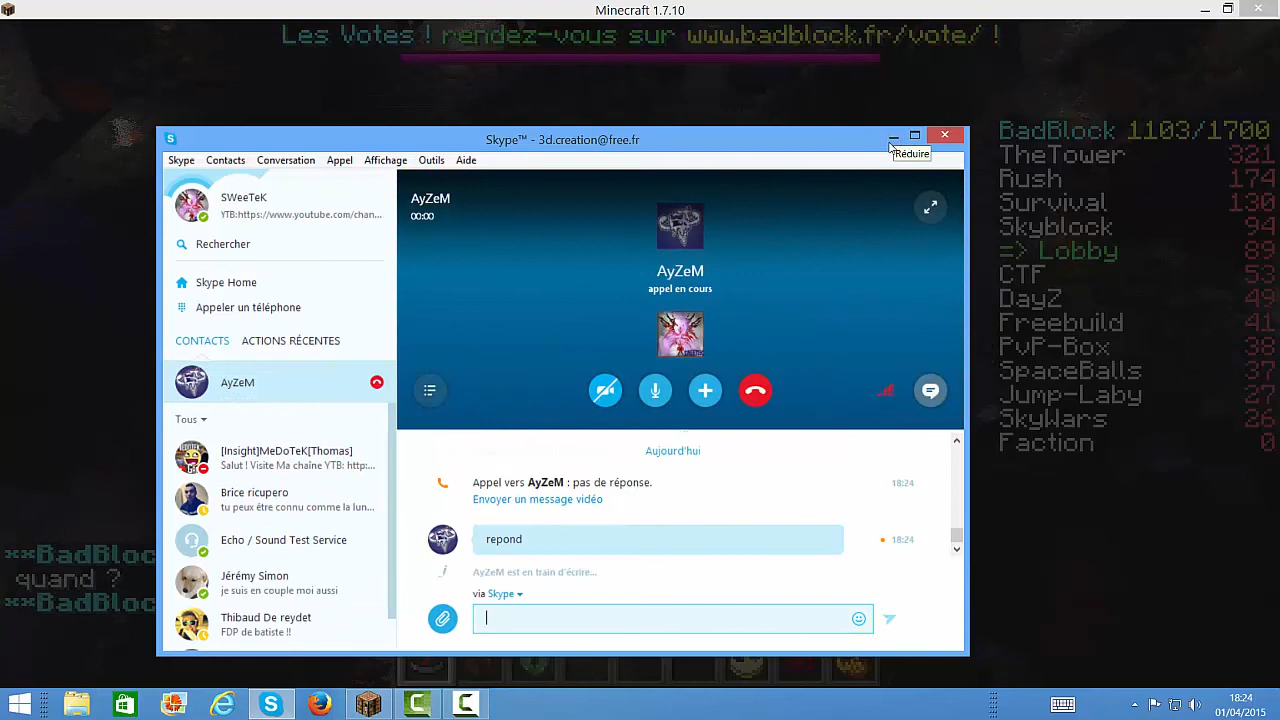 Minecraft 1.7.10
Les Votes ! rendez-vous sur www.badblock.fr/vote/ !
Skype™ - 3d.creation@free.fr
Réduire
Skype Contacts Conversation Appel Affichage Outils Aide
SWeeTeK
YTB:https://www.youtube.com/chan...
Rechercher
Skype Home
Appeler un téléphone
CONTACTS ACTIONS RÉCENTES
AyZeM
Tous
[Insight]MeDoTeK[Thomas]
Salut ! Visite Ma chaîne YTB: http:...
Brice ricupero
tu peux être connu comme la lun...
Echo / Sound Test Service
Jérémy Simon
je suis en couple moi aussi
Thibaud De reydet
FDP de batiste !!
AyZeM
00:00
AyZeM
appel en cours
Aujourd'hui
Appel vers AyZeM : pas de réponse. 18:24
Envoyer un message vidéo
repond 18:24
AyZeM est en train d'écrire...
via Skype
BadBlock 1103/1700
TheTower 321
Rush 174
Survival 130
Skyblock 94
=> Lobby 89
CTF 53
DayZ 49
Freebuild 41
PvP-Box 38
SpaceBalls 37
Jump-Laby 27
SkyWars 26
Faction 0
**BadBloc
quand ?
**BadBloc
18:24
01/04/2015